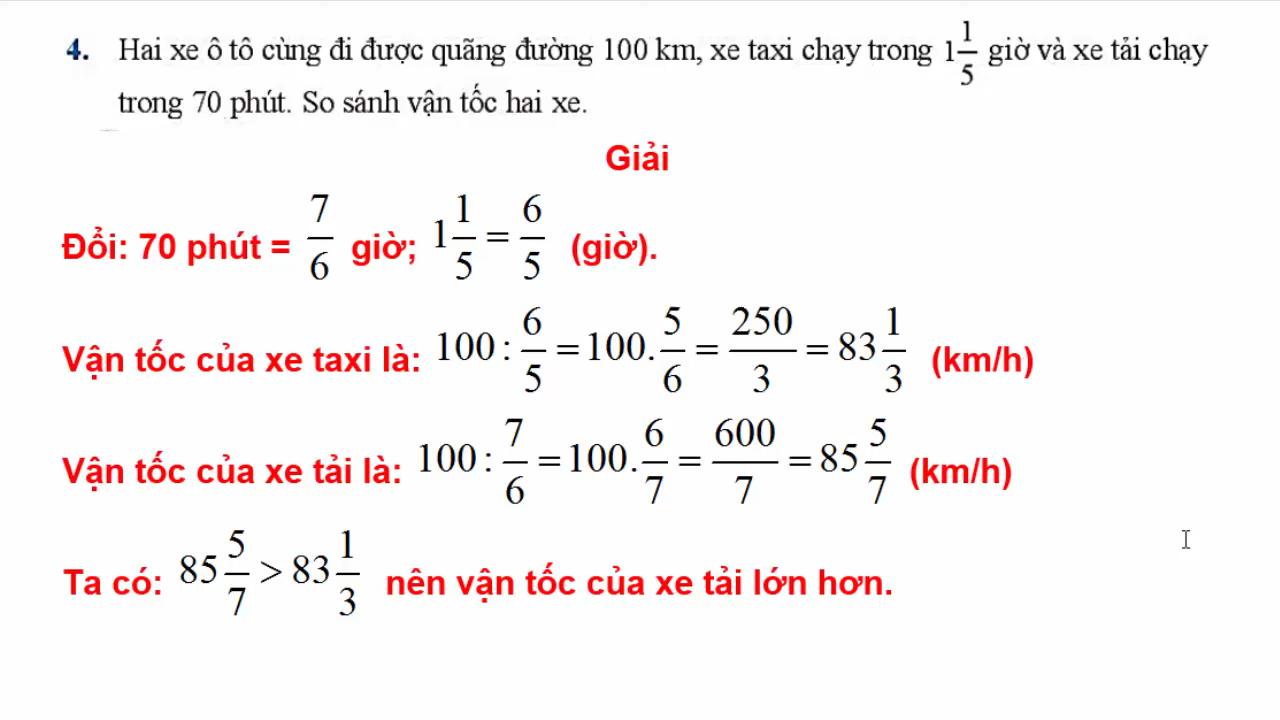 4. Hai xe ô tô cùng đi được quãng đường 100 km, xe taxi chạy trong 1 1/5 giờ và xe tải chạy
trong 70 phút. So sánh vận tốc hai xe.
Giải
Đổi: 70 phút = 7/6 giờ; 1 1/5 = 6/5 (giờ).
Vận tốc của xe taxi là: 100 : 6/5 = 100. 5/6 = 250/3 = 83 1/3 (km/h)
Vận tốc của xe tải là: 100 : 7/6 = 100. 6/7 = 600/7 = 85 5/7 (km/h)
Ta có: 85 5/7 > 83 1/3 nên vận tốc của xe tải lớn hơn.